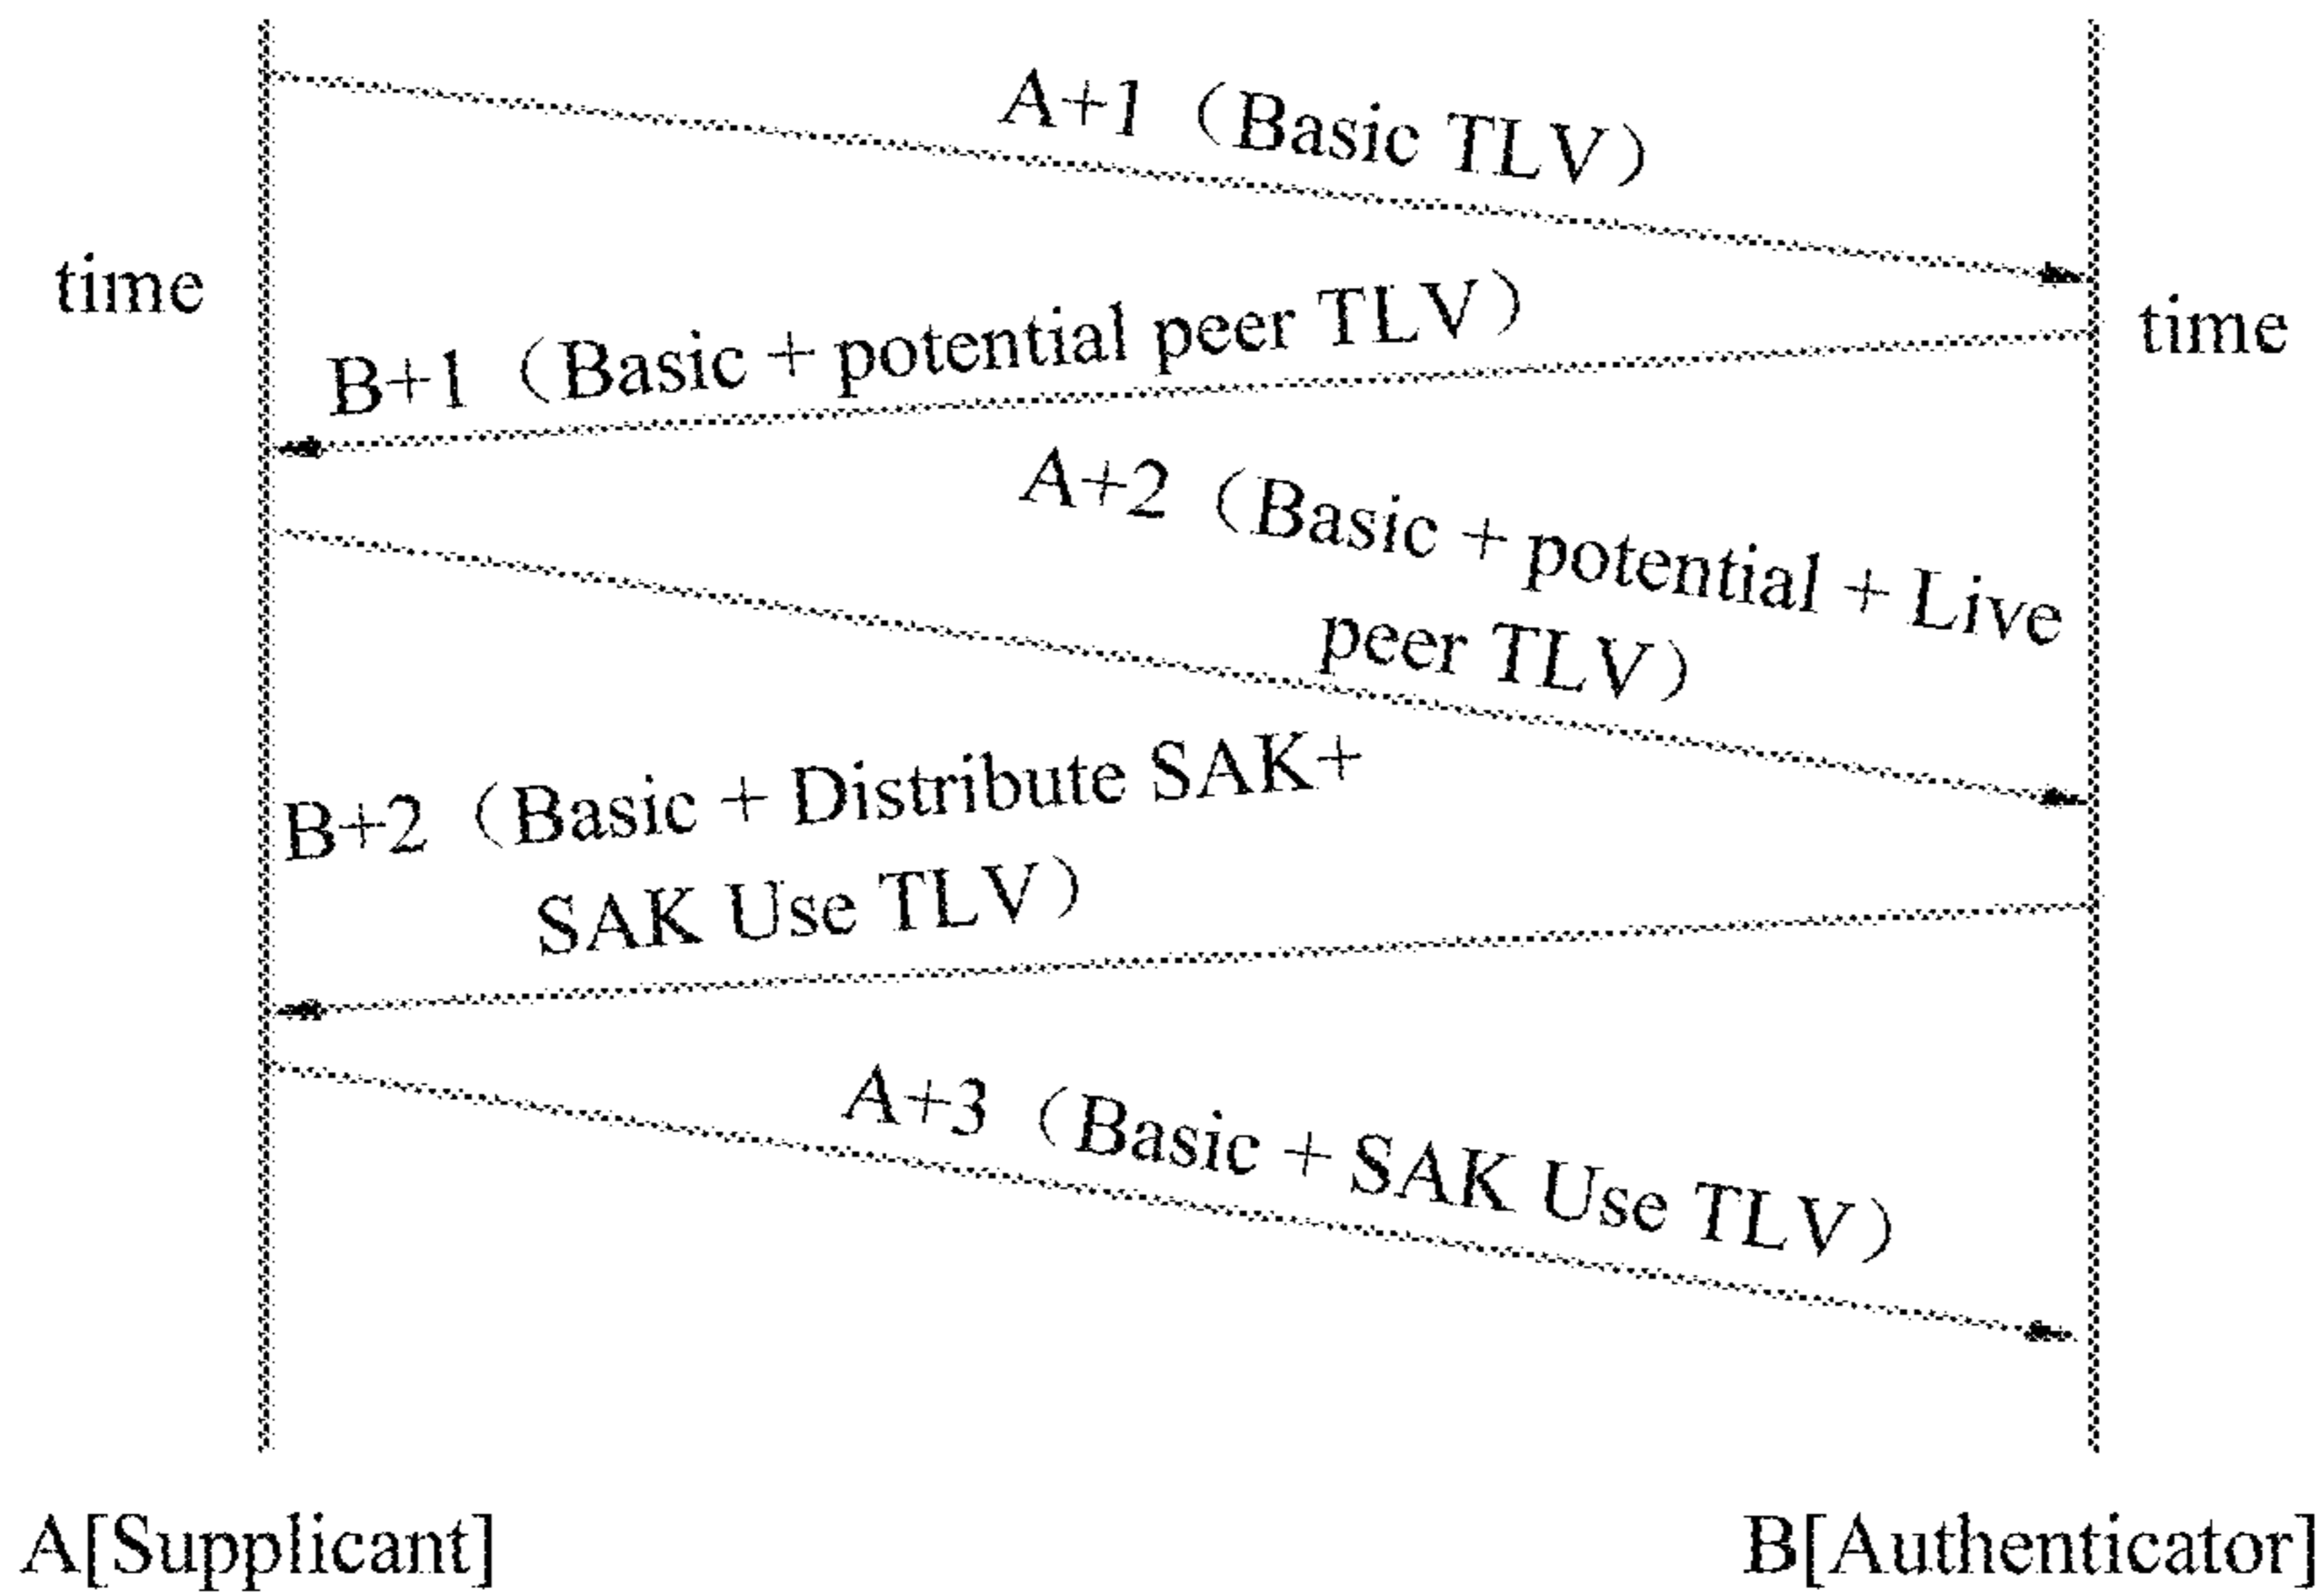 A+1（Basic TLV）
time
B+1（Basic + potential peer TLV）
time
A+2（Basic + potential + Live
peer TLV）
B+2（Basic + Distribute SAK+
SAK Use TLV）
A+3（Basic + SAK Use TLV）
A[Supplicant]
B[Authenticator]